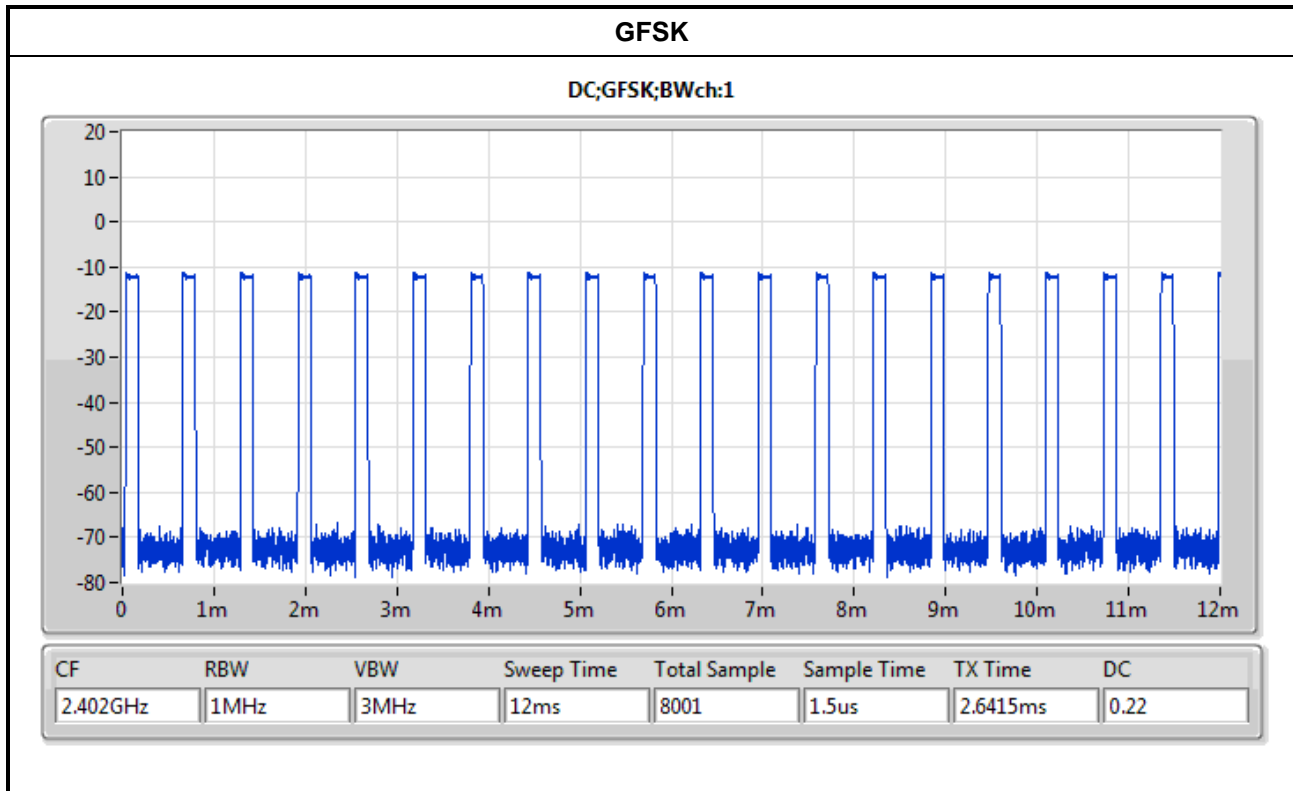 GFSK
DC;GFSK;BWch:1
20
10
0
-10
-20
-30
-40
-50
-60
-70
-80
0 1m 2m 3m 4m 5m 6m 7m 8m 9m 10m 11m 12m
CF RBW VBW Sweep Time Total Sample Sample Time TX Time DC
2.402GHz 1MHz 3MHz 12ms 8001 1.5us 2.6415ms 0.22